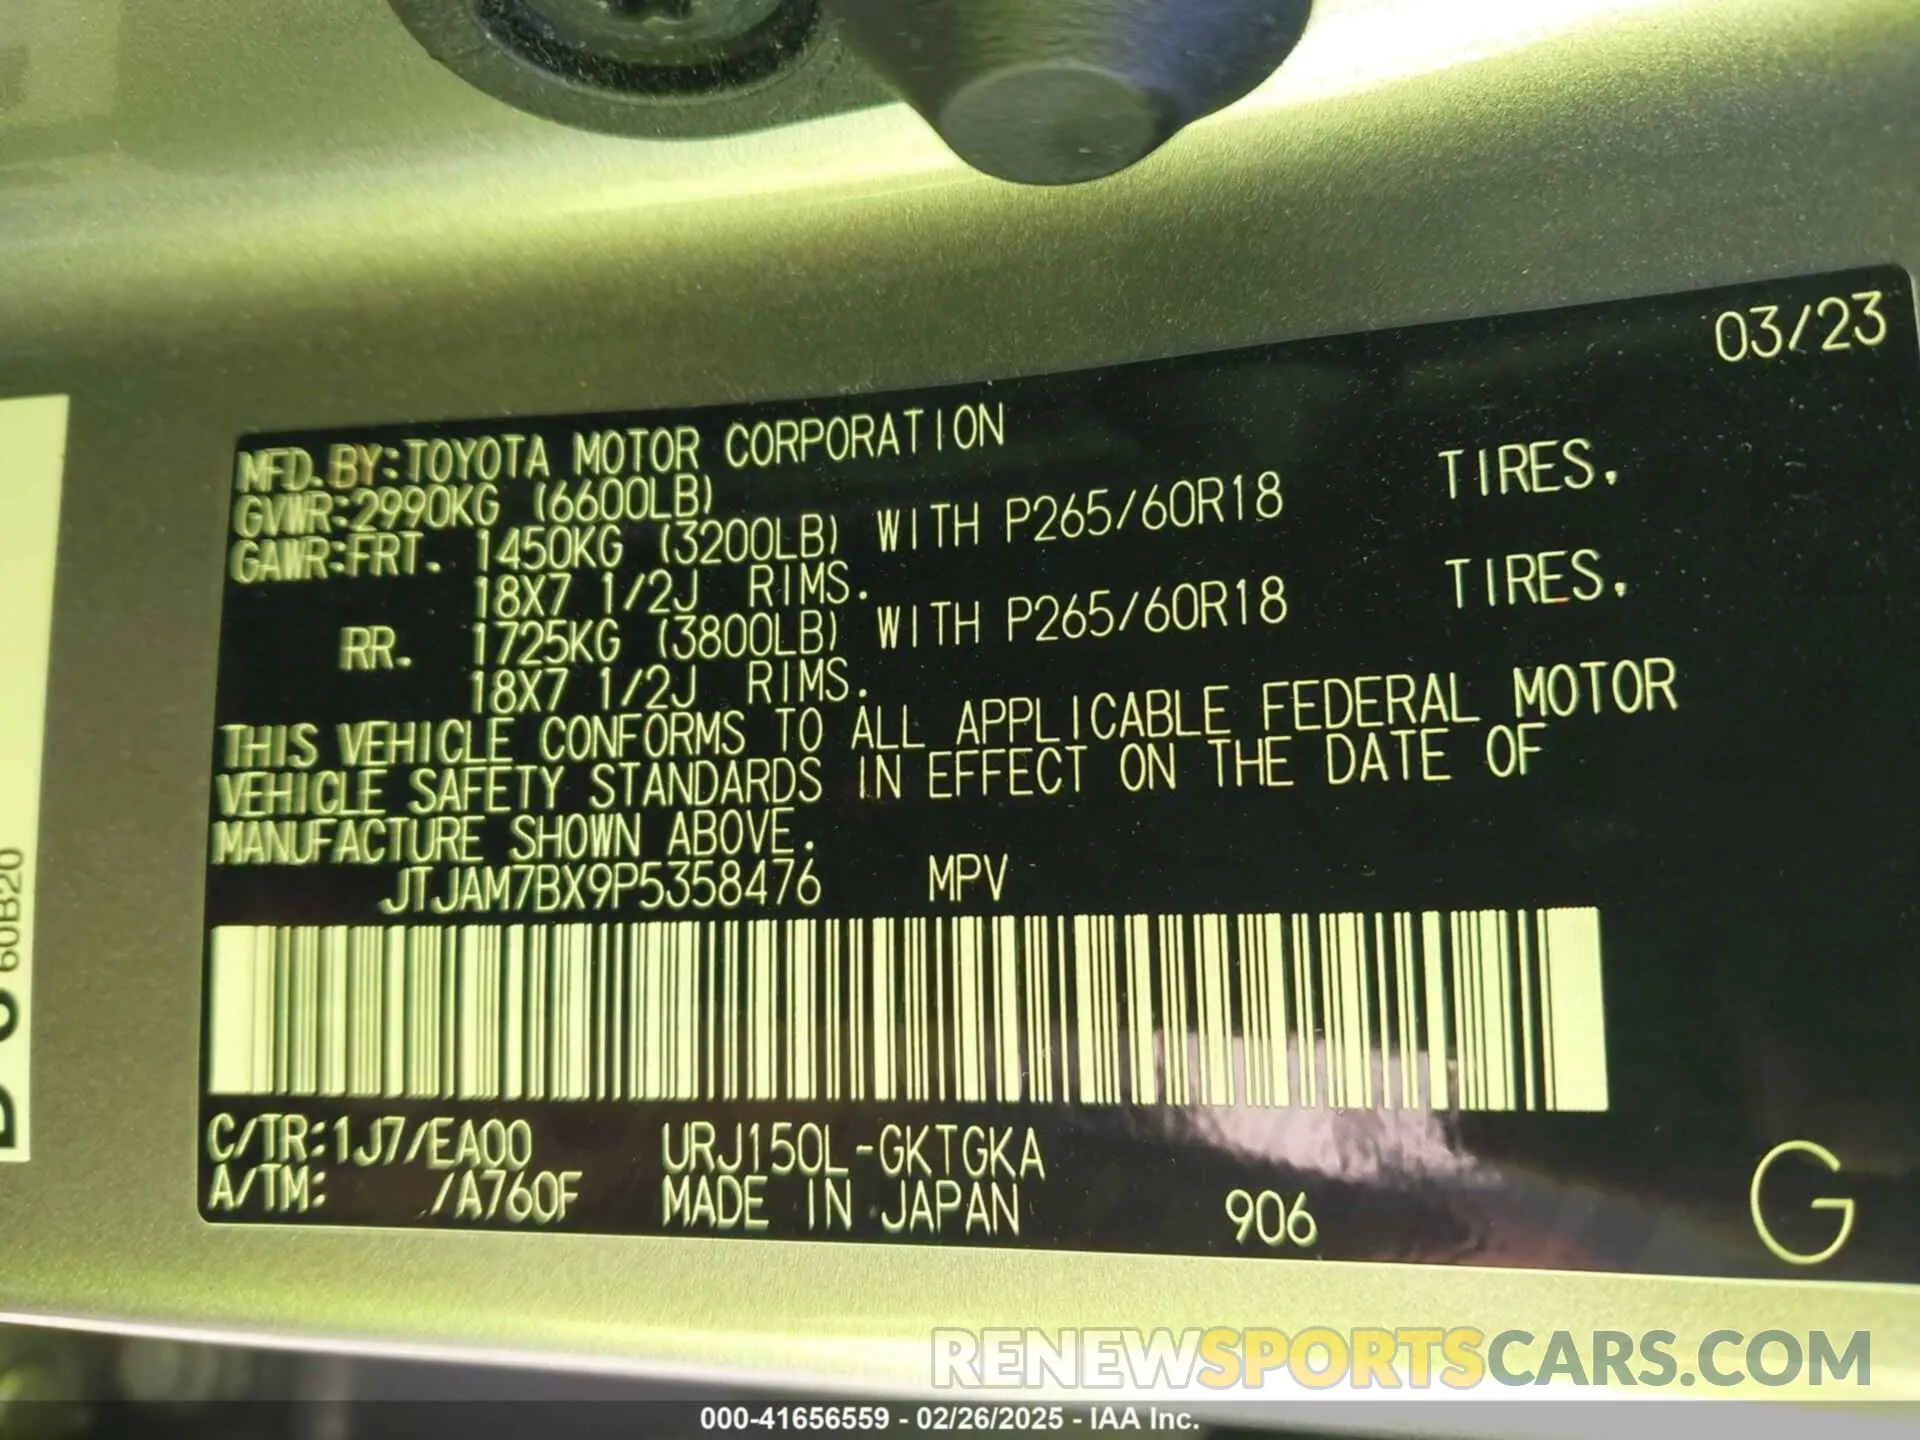 03/23
MFD.BY:TOYOTA MOTOR CORPORATION
GVWR:2990KG (6600LB)
GAWR:FRT. 1450KG (3200LB) WITH P265/60R18 TIRES.
18X7 1/2J RIMS.
RR. 1725KG (3800LB) WITH P265/60R18 TIRES.
18X7 1/2J RIMS.
THIS VEHICLE CONFORMS TO ALL APPLICABLE FEDERAL MOTOR
VEHICLE SAFETY STANDARDS IN EFFECT ON THE DATE OF
MANUFACTURE SHOWN ABOVE.
JTJAM7BX9P5358476 MPV
C/TR:1J7/EA00 URJ150L-GKTGKA
A/TM: /A760F MADE IN JAPAN 906 G
60B20
RENEWSPORTSCARS.COM
000-41656559 - 02/26/2025 - IAA Inc.